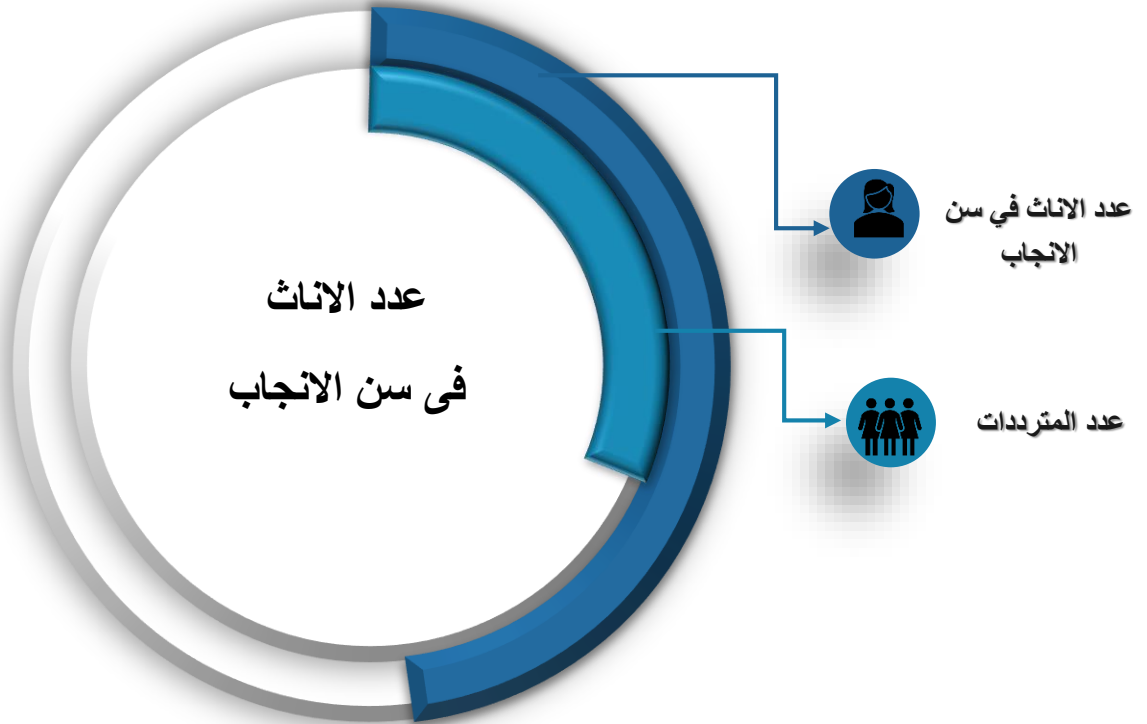 عدد الاناث
فى سن الانجاب
عدد الاناث في سن
الانجاب
عدد المترددات